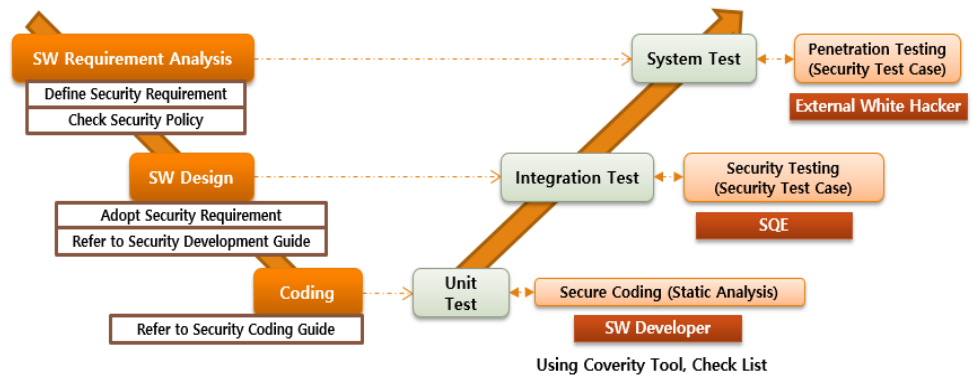 SW Requirement Analysis
Define Security Requirement
Check Security Policy
System Test
Penetration Testing
(Security Test Case)
External White Hacker
SW Design
Adopt Security Requirement
Refer to Security Development Guide
Integration Test
Security Testing
(Security Test Case)
SQE
Coding
Refer to Security Coding Guide
Unit
Test
Secure Coding (Static Analysis)
SW Developer
Using Coverity Tool, Check List